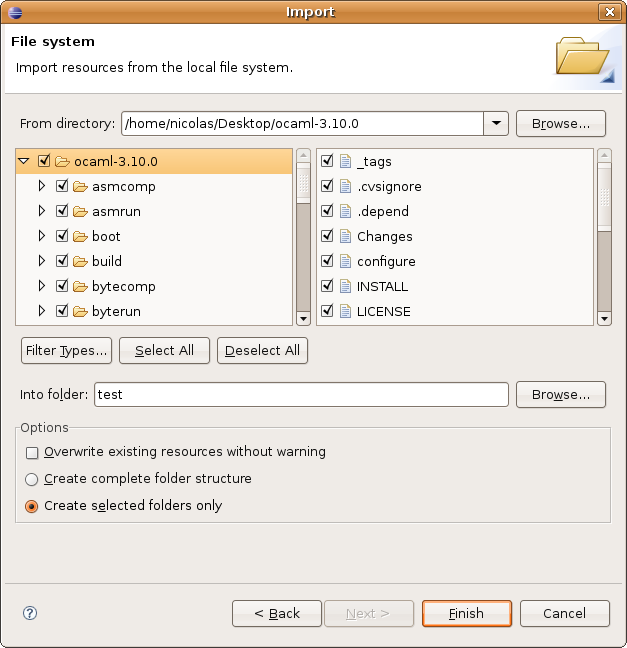 Import
File system
Import resources from the local file system.
From directory: /home/nicolas/Desktop/ocaml-3.10.0 Browse...
ocaml-3.10.0 _tags
asmcomp .cvsignore
asmrun .depend
boot Changes
build configure
bytecomp INSTALL
byterun LICENSE
Filter Types... Select All Deselect All
Into folder: test Browse...
Options
Overwrite existing resources without warning
Create complete folder structure
Create selected folders only
? < Back Next > Finish Cancel